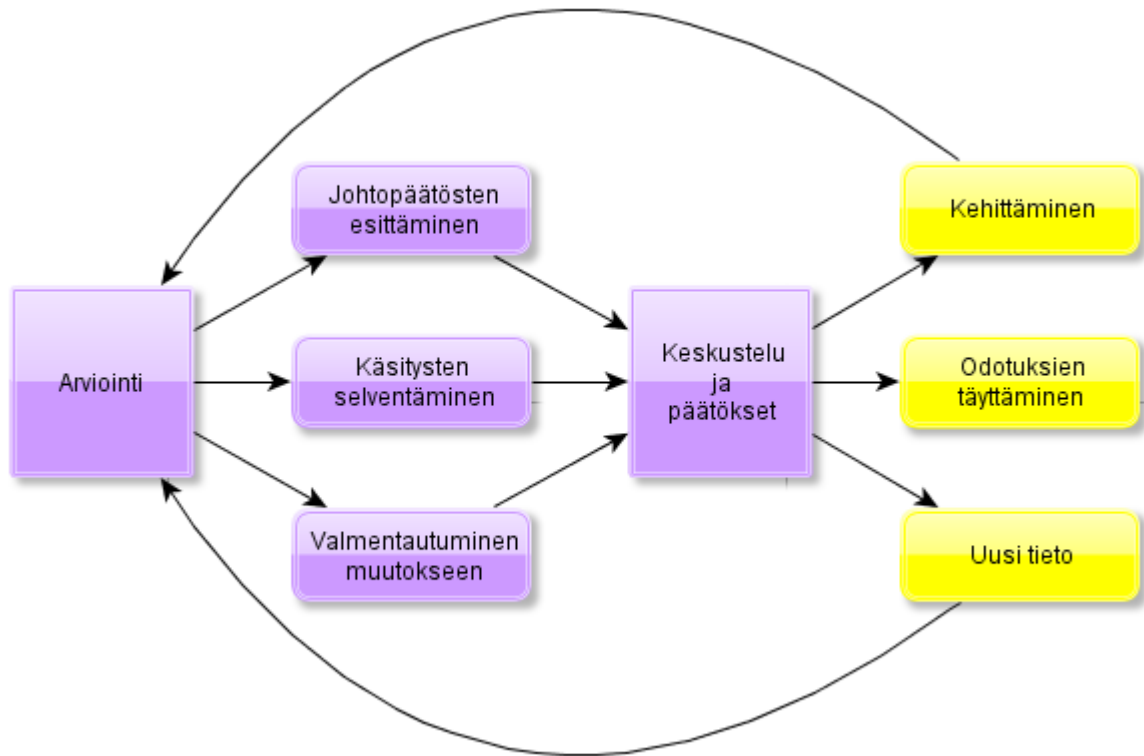 Johtopäätösten
esittäminen
Kehittäminen
Arviointi
Käsitysten
selventäminen
Keskustelu
ja
päätökset
Odotuksien
täyttäminen
Valmentautuminen
muutokseen
Uusi tieto